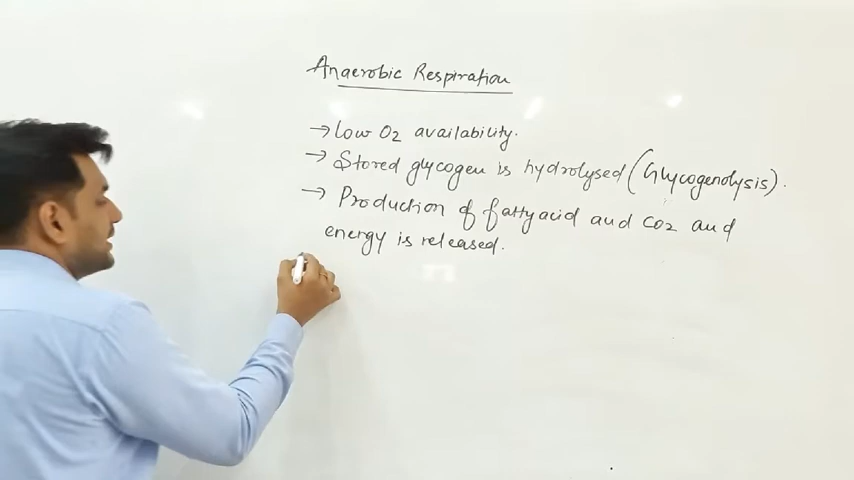 Anaerobic Respiration
→ Low O2 availability.
→ Stored glycogen is hydrolysed (Glycogenolysis).
→ Production of fatty acid and CO2 and
energy is released.